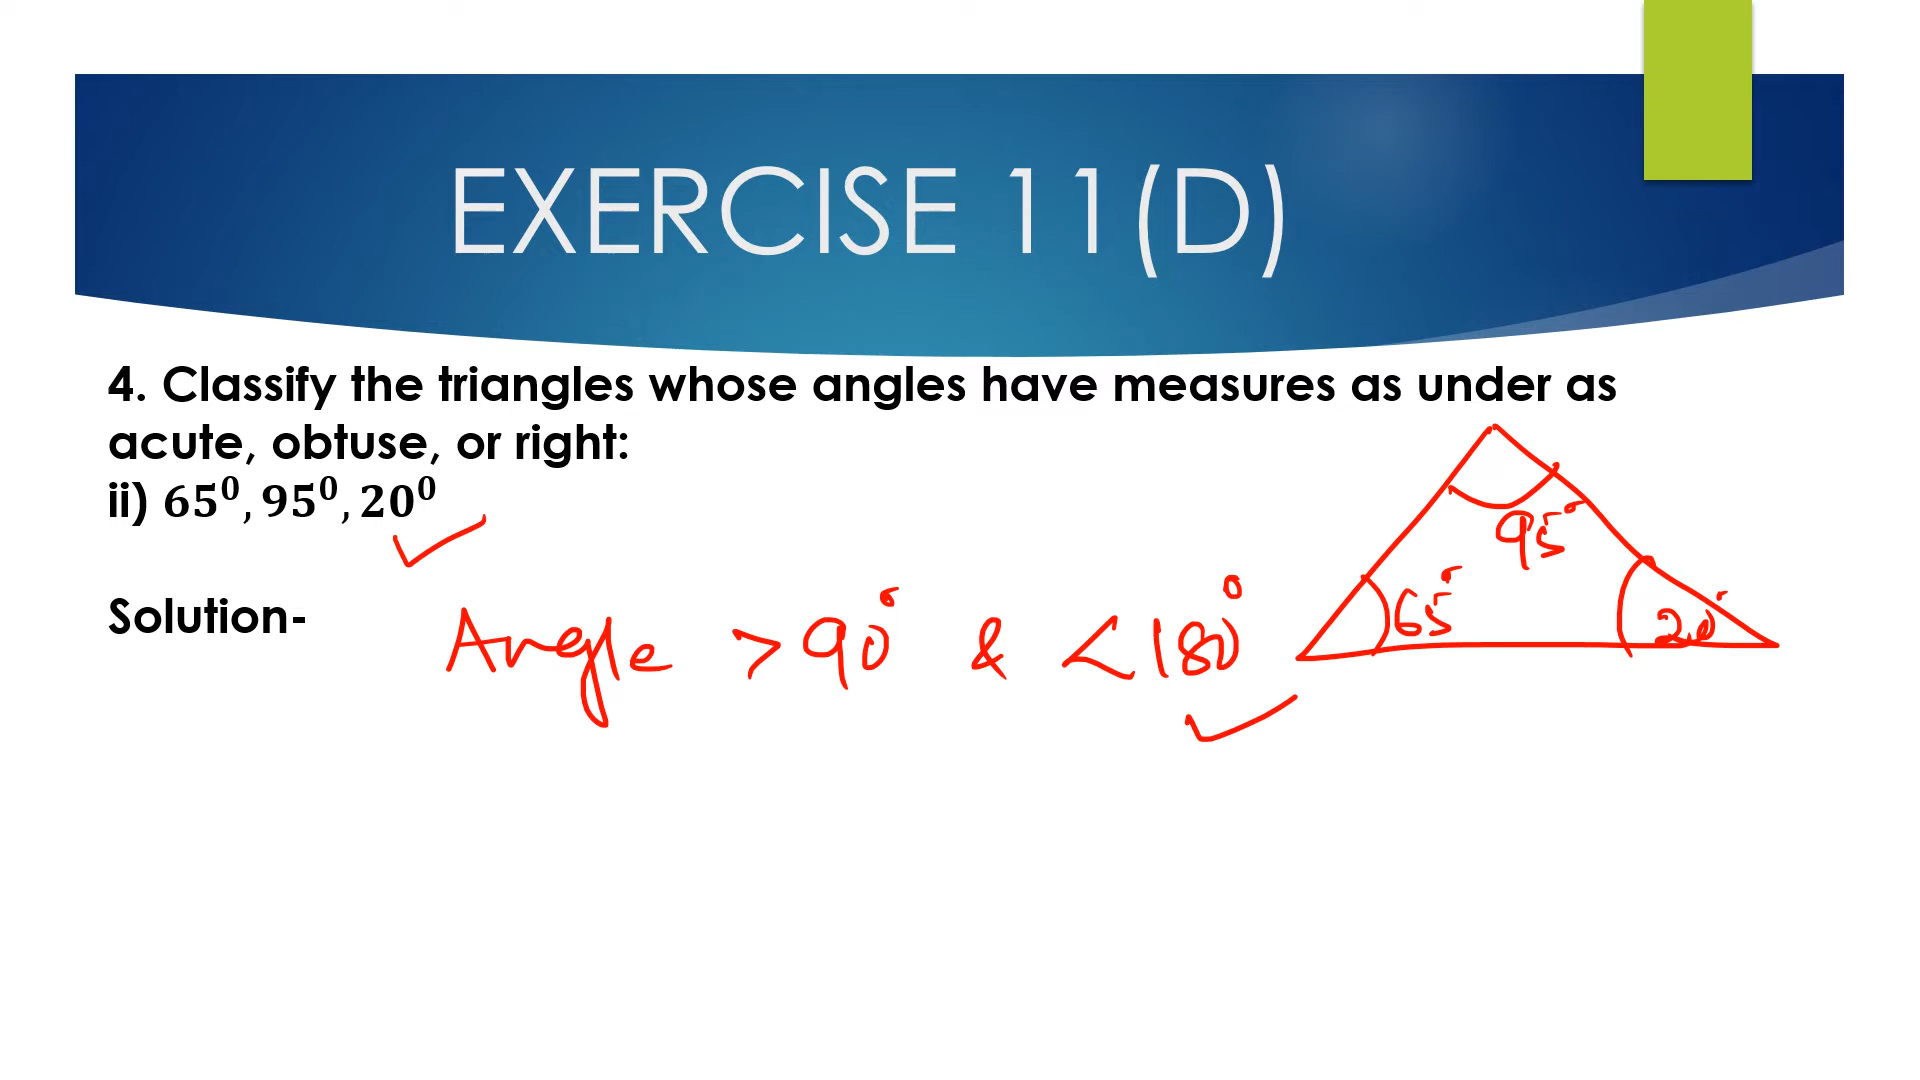 EXERCISE 11(D)
4. Classify the triangles whose angles have measures as under as
acute, obtuse, or right:
ii) 65⁰, 95⁰, 20⁰
95°
65°
20°
Solution-
Angle > 90° & < 180°